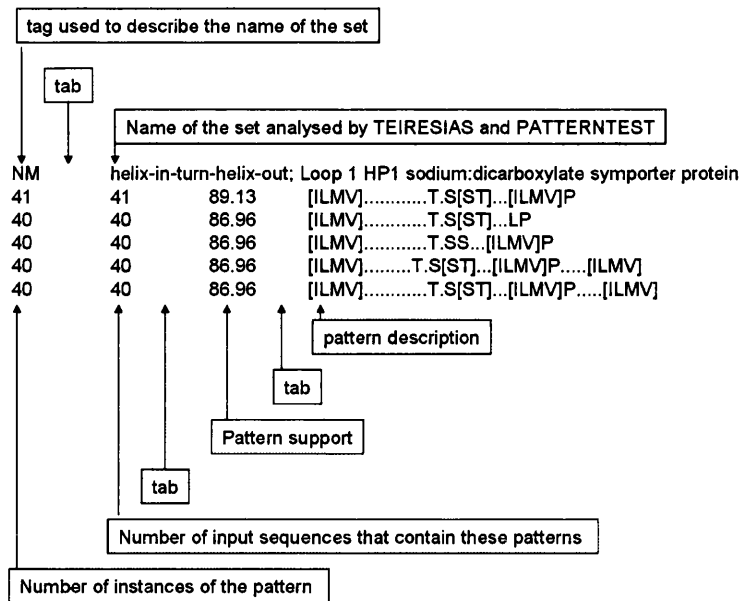 tag used to describe the name of the set
tab
Name of the set analysed by TEIRESIAS and PATTERNTEST
NM helix-in-turn-helix-out; Loop 1 HP1 sodium:dicarboxylate symporter protein
41 41 89.13 [ILMV]............T.S[ST]...[ILMV]P
40 40 86.96 [ILMV]............T.S[ST]...LP
40 40 86.96 [ILMV]............T.SS...[ILMV]P
40 40 86.96 [ILMV].........T.S[ST]...[ILMV]P.....[ILMV]
40 40 86.96 [ILMV]............T.S[ST]...[ILMV]P.....[ILMV]
pattern description
tab
Pattern support
tab
Number of input sequences that contain these patterns
Number of instances of the pattern